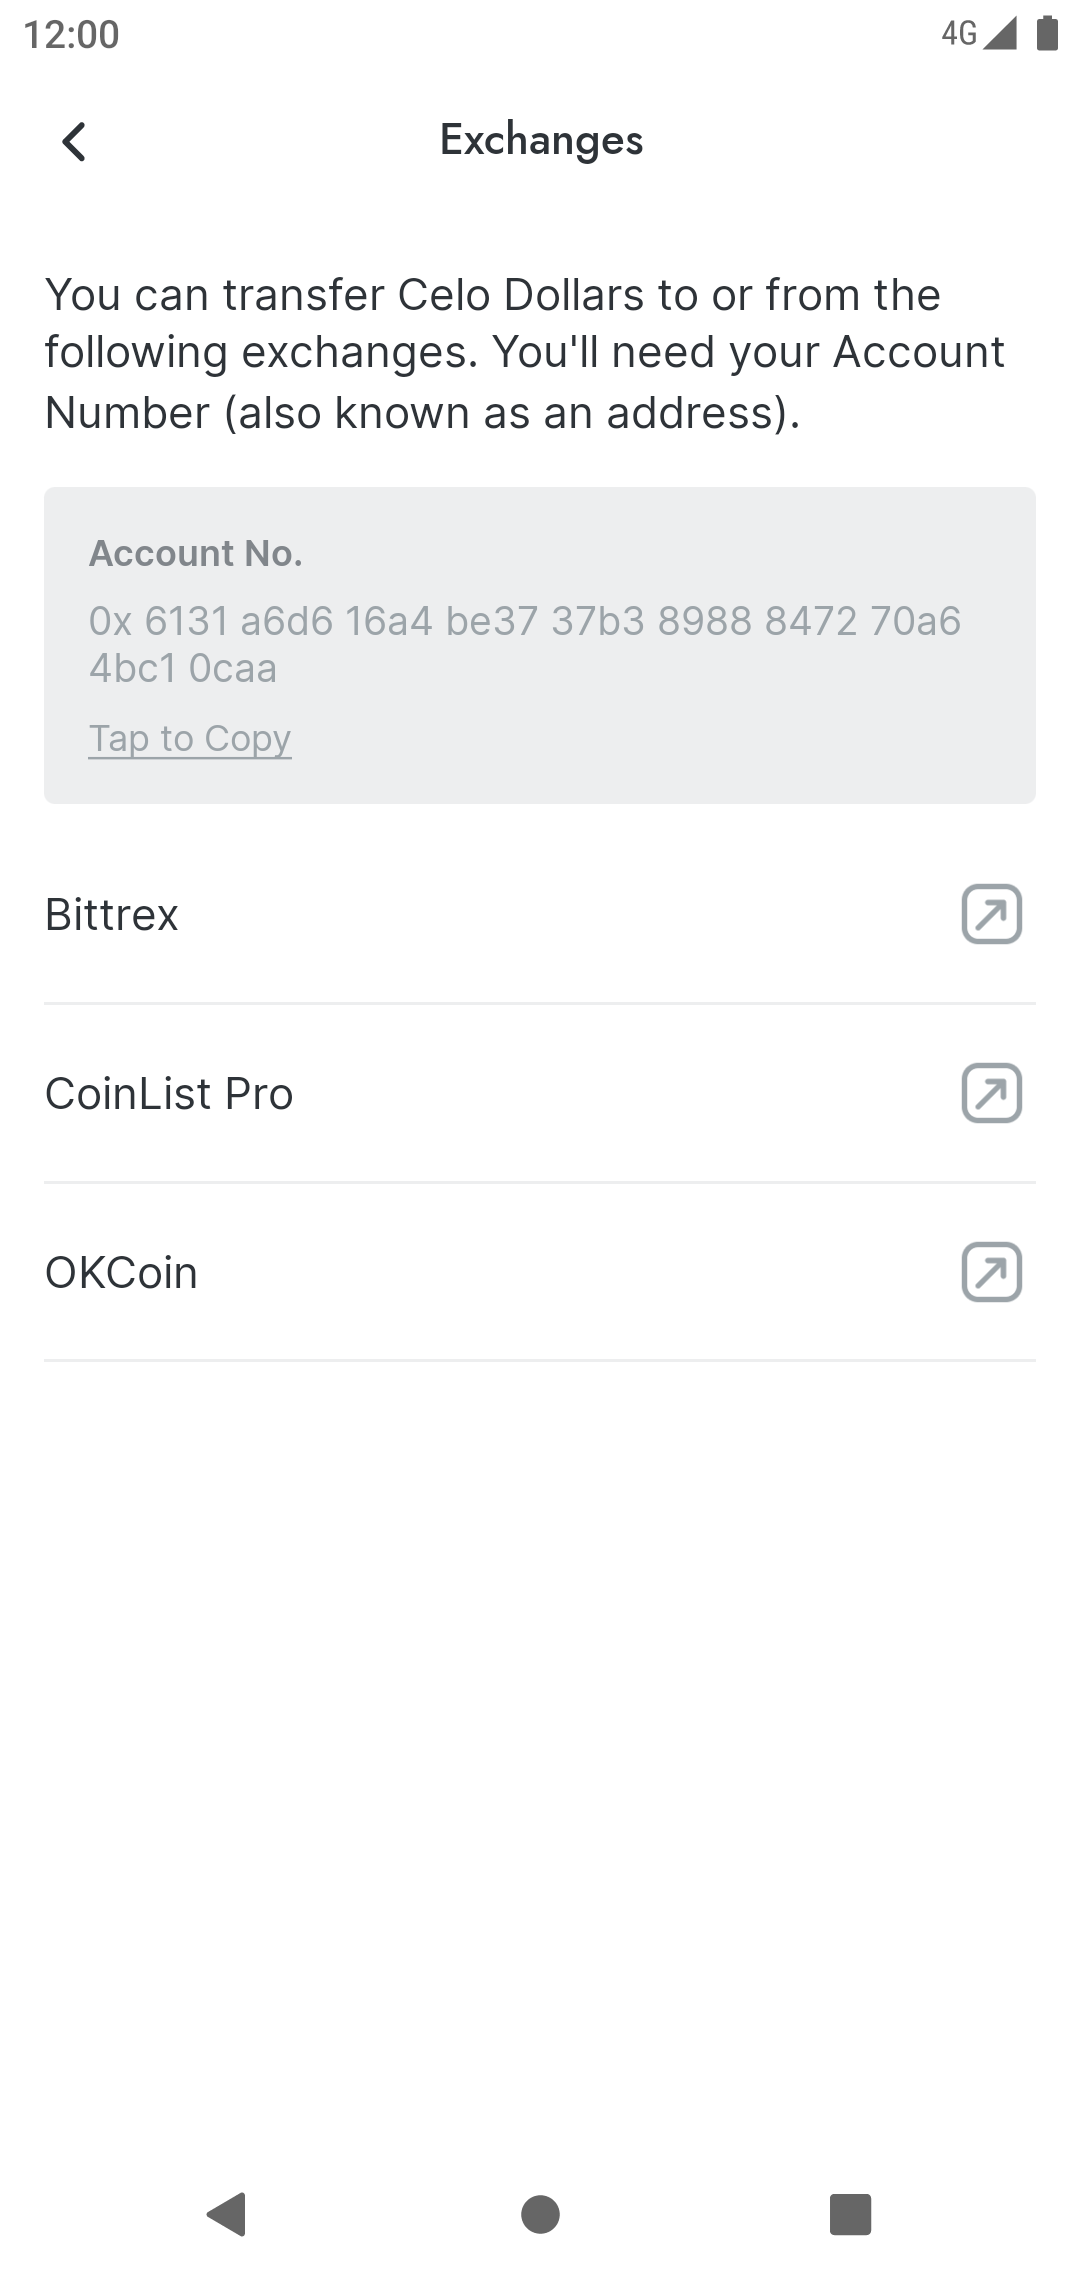 12:00
4G
Exchanges
You can transfer Celo Dollars to or from the
following exchanges. You'll need your Account
Number (also known as an address).
Account No.
0x 6131 a6d6 16a4 be37 37b3 8988 8472 70a6
4bc1 0caa
Tap to Copy
Bittrex
CoinList Pro
OKCoin